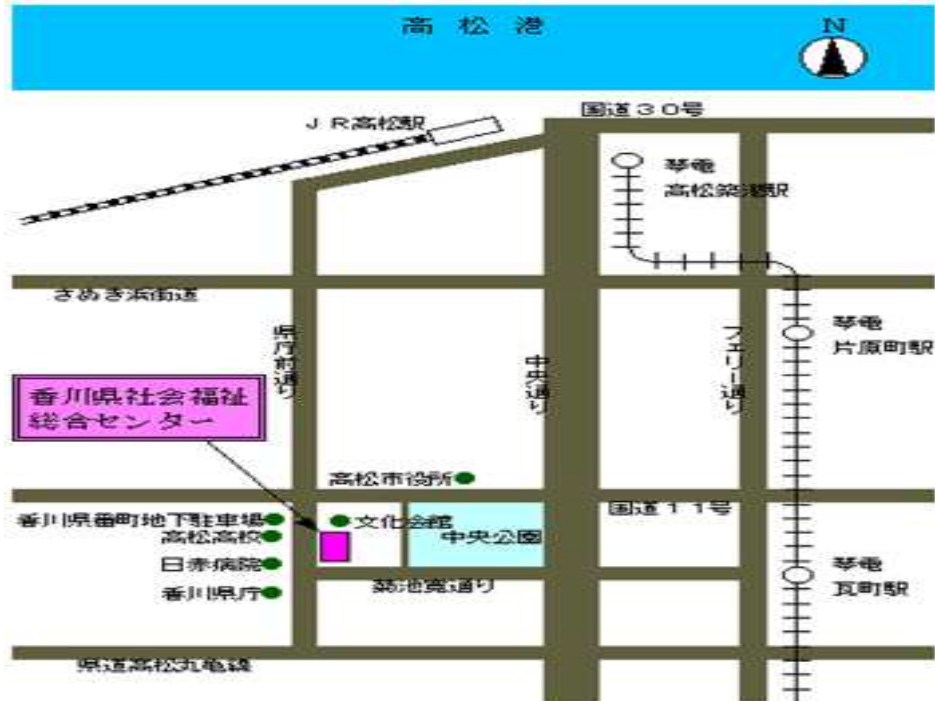 高松港
N
国道30号
JR高松駅
琴電
高松築港駅
さぬき浜街道
県庁前通り
中央通り
フェリー通り
琴電
片原町駅
香川県社会福祉
総合センター
高松市役所
国道11号
香川県番町地下駐車場
文化会館
高松高校
中央公園
日赤病院
菊池寛通り
香川県庁
琴電
瓦町駅
県道高松丸亀線